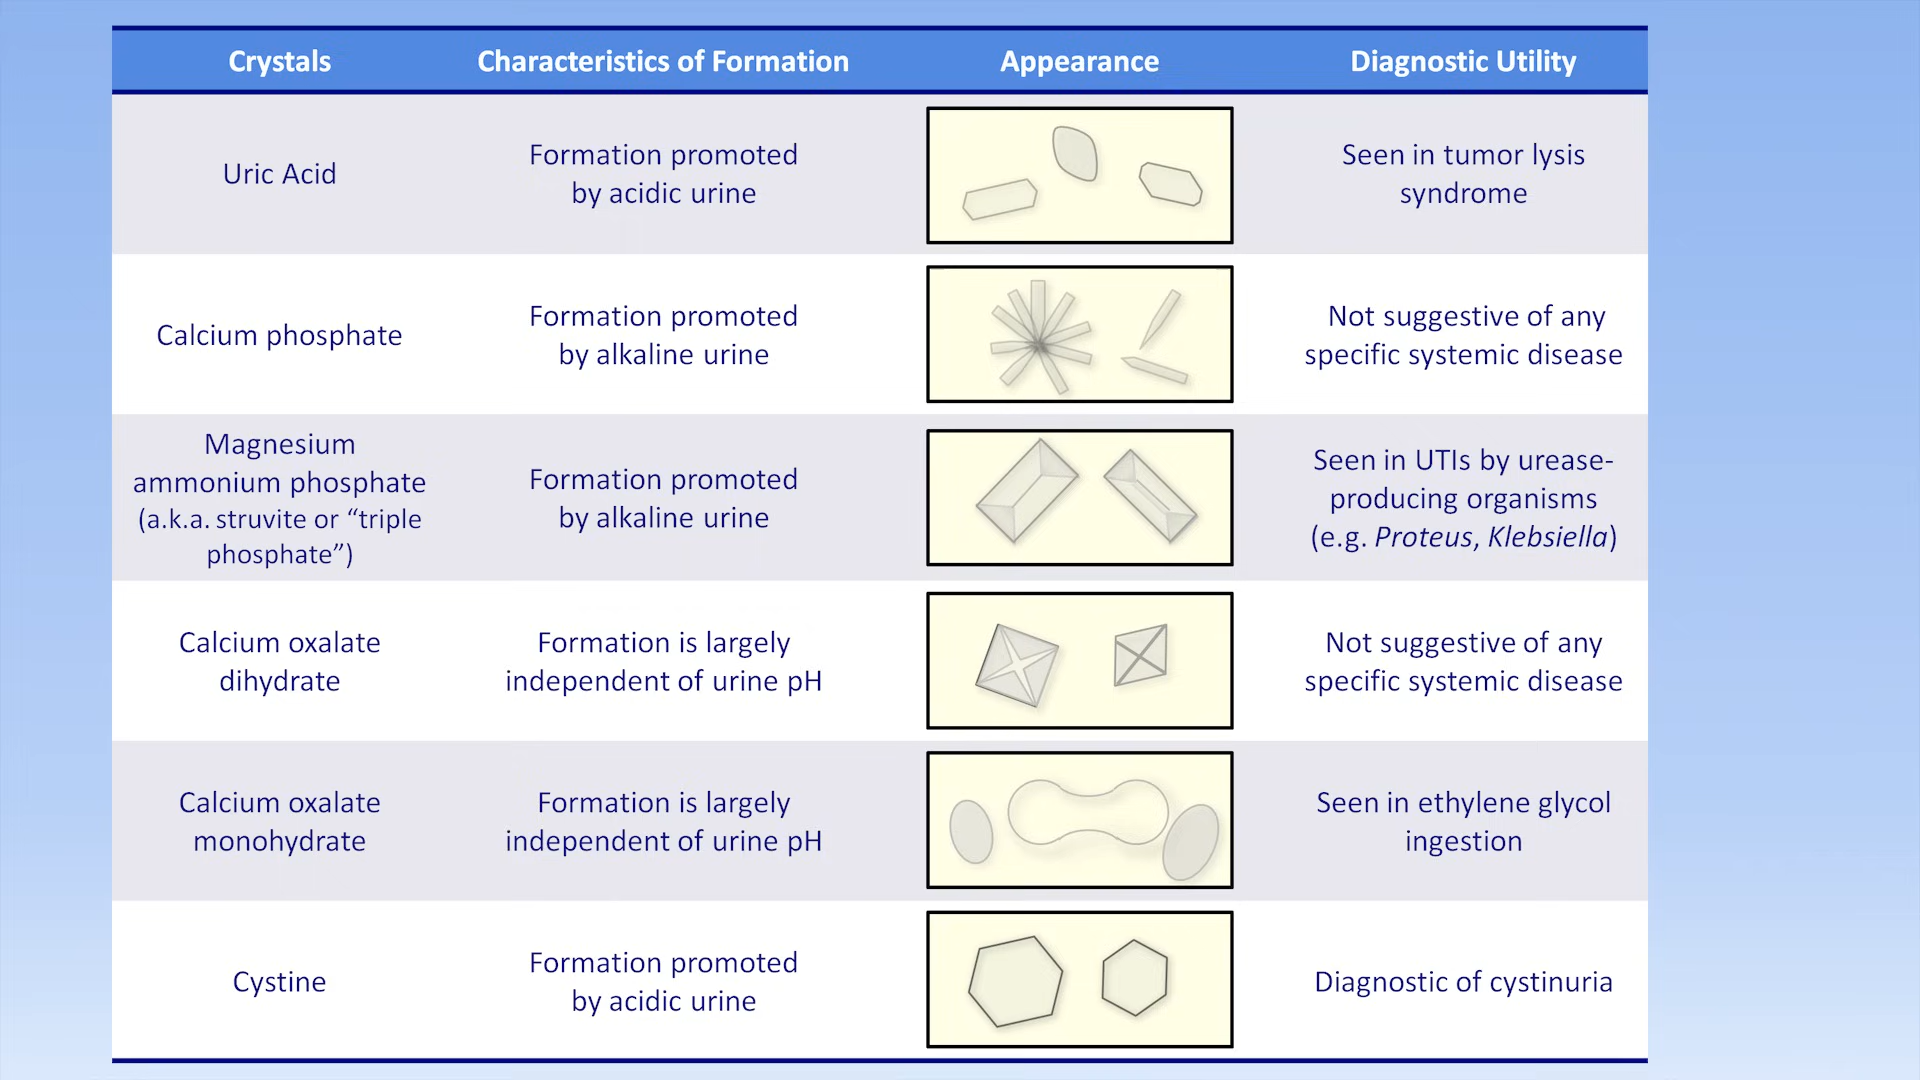 Crystals
Characteristics of Formation
Appearance
Diagnostic Utility
Uric Acid
Formation promoted
by acidic urine
Seen in tumor lysis
syndrome
Calcium phosphate
Formation promoted
by alkaline urine
Not suggestive of any
specific systemic disease
Magnesium
ammonium phosphate
(a.k.a. struvite or “triple
phosphate”)
Formation promoted
by alkaline urine
Seen in UTIs by urease-
producing organisms
(e.g. Proteus, Klebsiella)
Calcium oxalate
dihydrate
Formation is largely
independent of urine pH
Not suggestive of any
specific systemic disease
Calcium oxalate
monohydrate
Formation is largely
independent of urine pH
Seen in ethylene glycol
ingestion
Cystine
Formation promoted
by acidic urine
Diagnostic of cystinuria